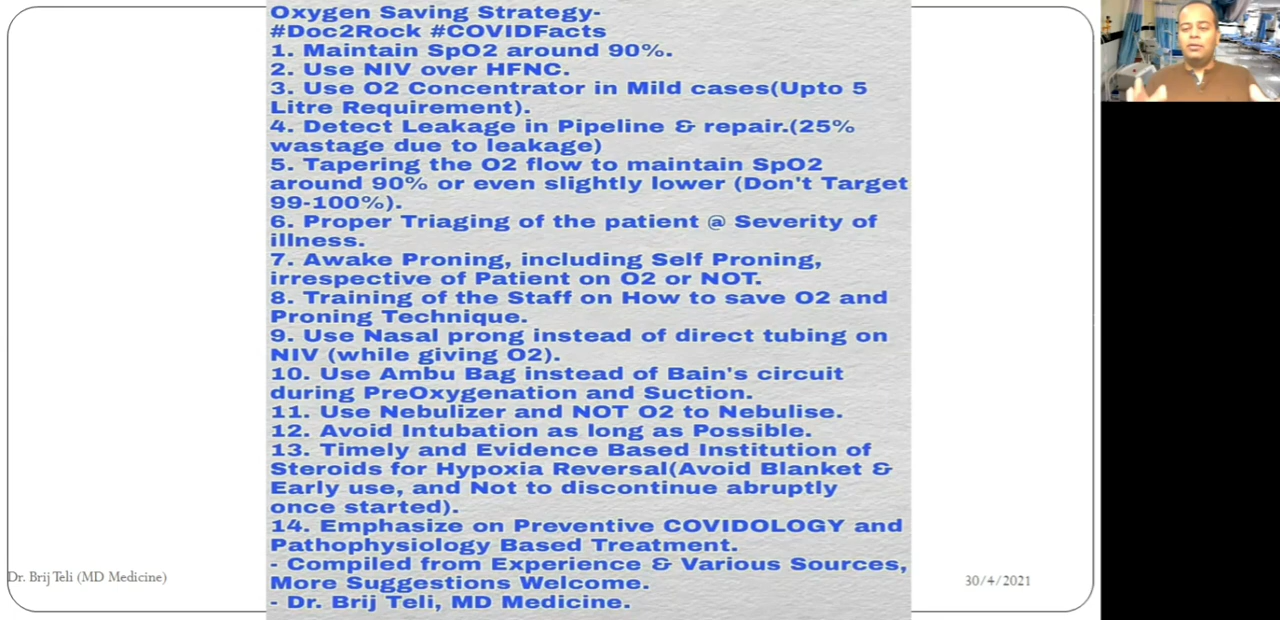 Oxygen Saving Strategy-
#Doc2Rock #COVIDFacts
1. Maintain SpO2 around 90%.
2. Use NIV over HFNC.
3. Use O2 Concentrator in Mild cases(Upto 5
Litre Requirement).
4. Detect Leakage in Pipeline & repair.(25%
wastage due to leakage)
5. Tapering the O2 flow to maintain SpO2
around 90% or even slightly lower (Don't Target
99-100%).
6. Proper Triaging of the patient @ Severity of
illness.
7. Awake Proning, including Self Proning,
irrespective of Patient on O2 or NOT.
8. Training of the Staff on How to save O2 and
Proning Technique.
9. Use Nasal prong instead of direct tubing on
NIV (while giving O2).
10. Use Ambu Bag instead of Bain's circuit
during PreOxygenation and Suction.
11. Use Nebulizer and NOT O2 to Nebulise.
12. Avoid Intubation as long as Possible.
13. Timely and Evidence Based Institution of
Steroids for Hypoxia Reversal(Avoid Blanket &
Early use, and Not to discontinue abruptly
once started).
14. Emphasize on Preventive COVIDOLOGY and
Pathophysiology Based Treatment.
- Compiled from Experience & Various Sources,
More Suggestions Welcome.
- Dr. Brij Teli, MD Medicine.
Dr. Brij Teli (MD Medicine)
30/4/2021